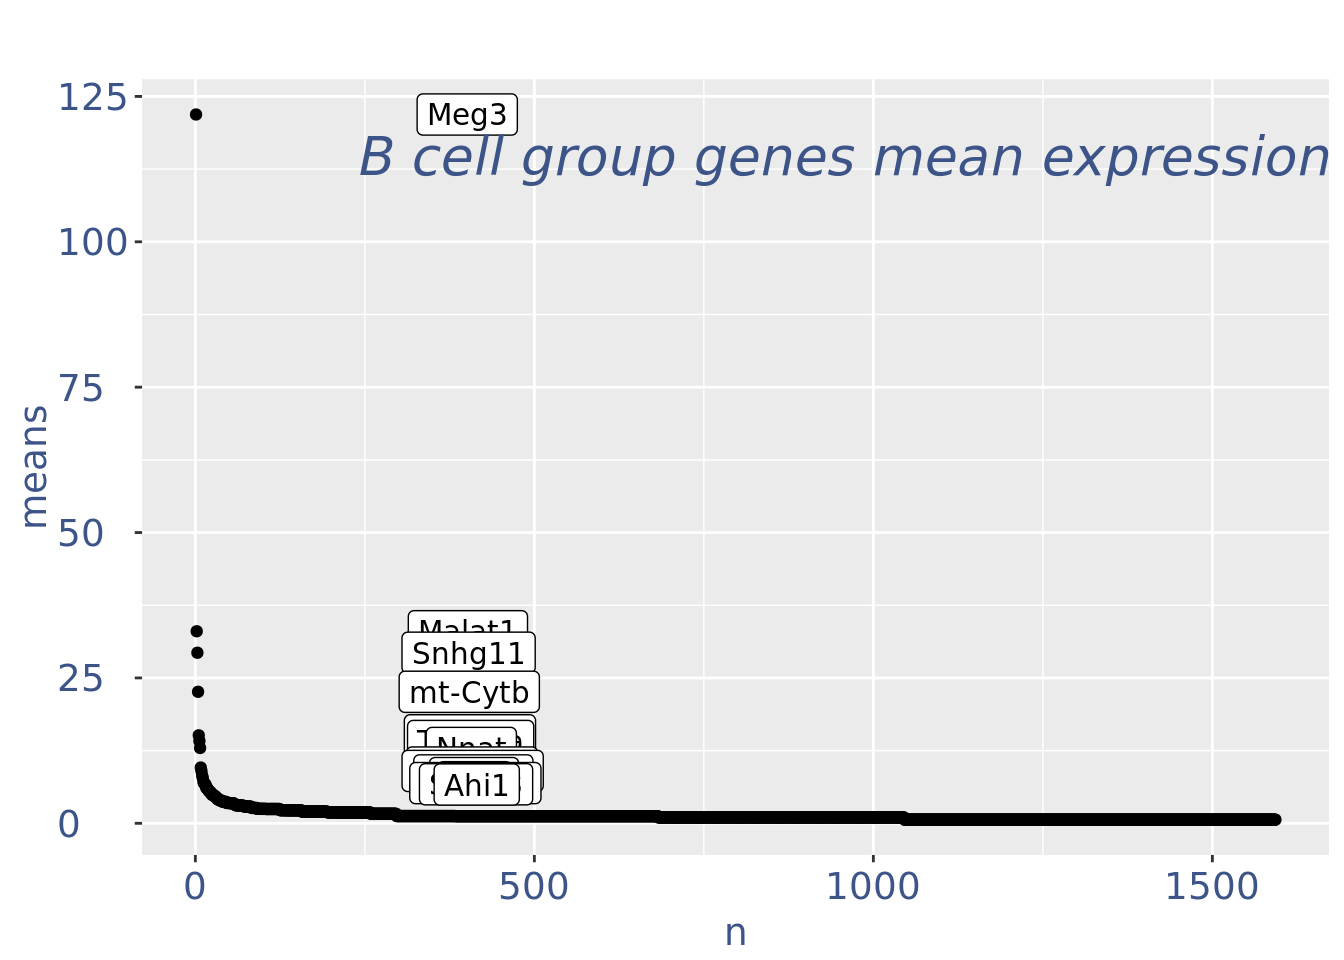 125
Meg3
B cell group genes mean expression
100
75
means
50
Malat1
Snhg11
25
mt-Cytb
Nnat
Ahi1
0
0 500 1000 1500
n